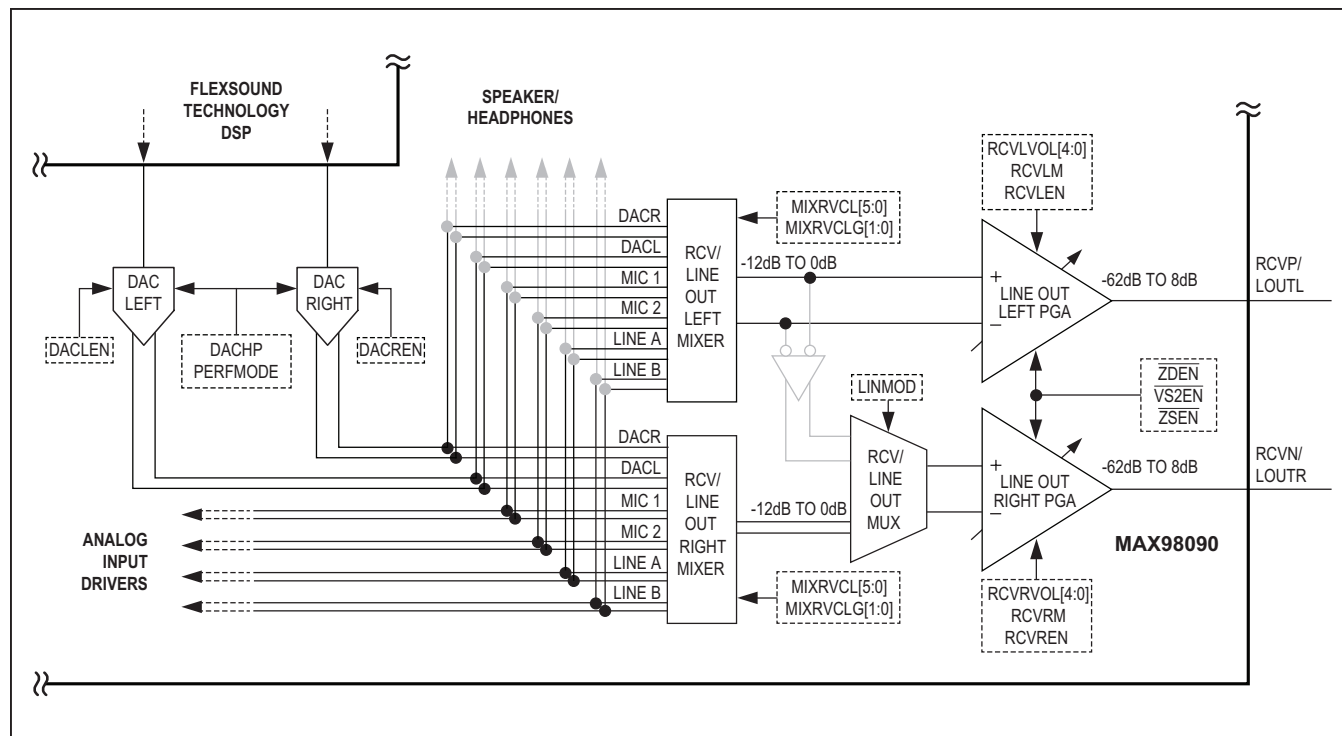 FLEXSOUND
TECHNOLOGY
DSP
SPEAKER/
HEADPHONES
DAC
LEFT
DAC
RIGHT
DACLEN
DACHP
PERFMODE
DACREN
ANALOG
INPUT
DRIVERS
DACR
DACL
MIC 1
MIC 2
LINE A
LINE B
RCV/
LINE
OUT
LEFT
MIXER
MIXRVCL[5:0]
MIXRVCLG[1:0]
-12dB TO 0dB
DACR
DACL
MIC 1
MIC 2
LINE A
LINE B
RCV/
LINE
OUT
RIGHT
MIXER
-12dB TO 0dB
MIXRVCL[5:0]
MIXRVCLG[1:0]
LINMOD
RCV/
LINE
OUT
MUX
RCVLVOL[4:0]
RCVLM
RCVLEN
+
LINE OUT
LEFT PGA
–
-62dB TO 8dB
RCVP/
LOUTL
ZDEN
VS2EN
ZSEN
+
LINE OUT
RIGHT PGA
–
-62dB TO 8dB
RCVN/
LOUTR
MAX98090
RCVRVOL[4:0]
RCVRM
RCVREN